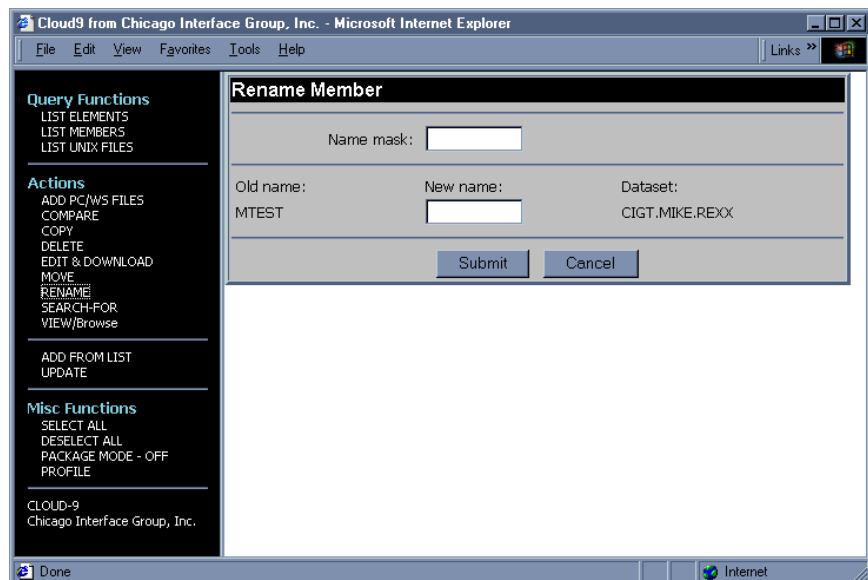 Cloud9 from Chicago Interface Group, Inc. - Microsoft Internet Explorer
File Edit View Favorites Tools Help Links »
Query Functions
LIST ELEMENTS
LIST MEMBERS
LIST UNIX FILES
Actions
ADD PC/WS FILES
COMPARE
COPY
DELETE
EDIT & DOWNLOAD
MOVE
RENAME
SEARCH-FOR
VIEW/Browse
ADD FROM LIST
UPDATE
Misc Functions
SELECT ALL
DESELECT ALL
PACKAGE MODE - OFF
PROFILE
CLOUD-9
Chicago Interface Group, Inc.
Rename Member
Name mask:
Old name: New name: Dataset:
MTEST CIGT.MIKE.REXX
Submit Cancel
Done Internet